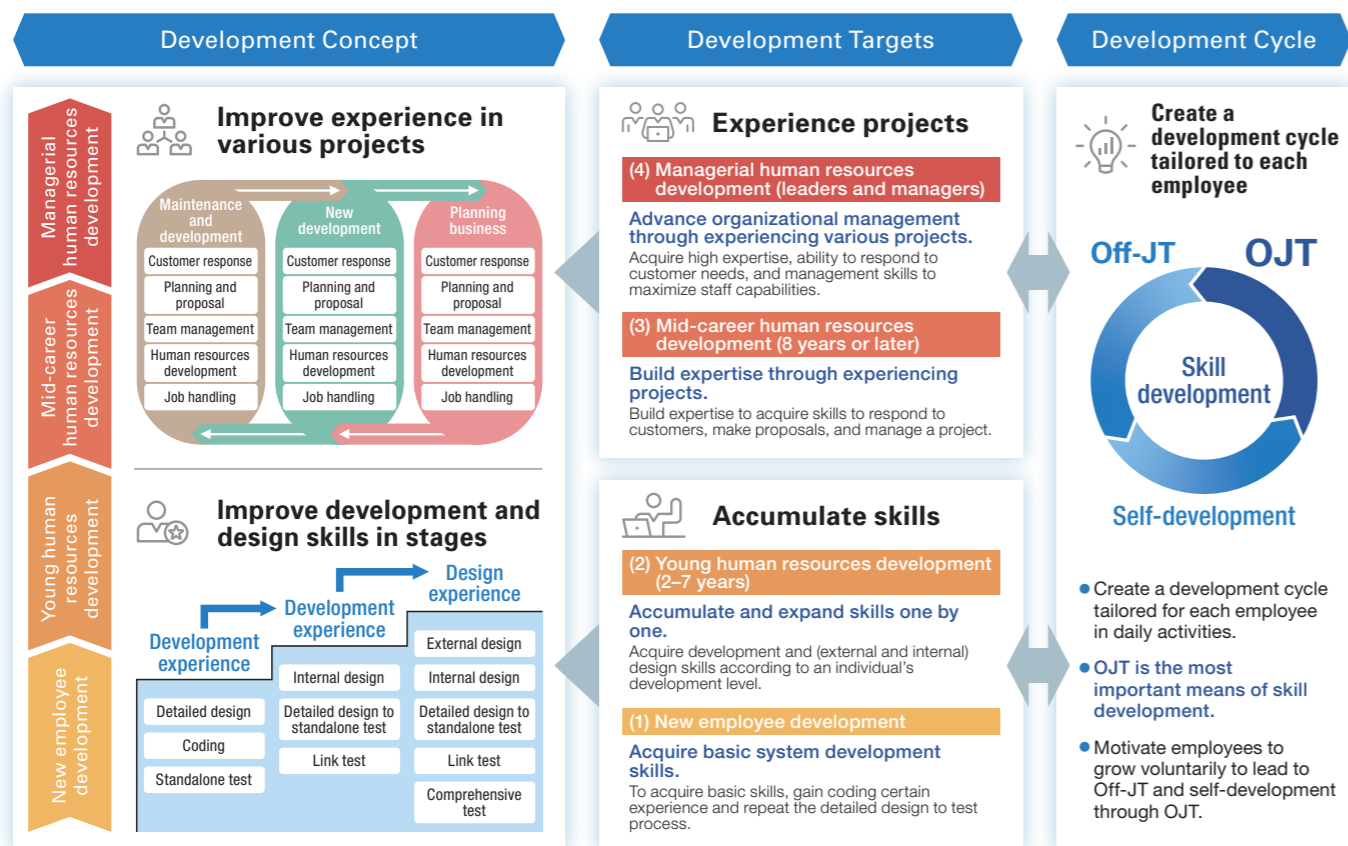 Development Concept
Development Targets
Development Cycle
Managerial
human resources
development
Mid-career
human resources
development
Young human
resources
development
New employee
development
Improve experience in
various projects
Maintenance
and
development
Customer response
Planning and
proposal
Team management
Human resources
development
Job handling
New
development
Customer response
Planning and
proposal
Team management
Human resources
development
Job handling
Planning
business
Customer response
Planning and
proposal
Team management
Human resources
development
Job handling
Improve development and
design skills in stages
Development
experience
Detailed design
Coding
Standalone test
Development
experience
Internal design
Detailed design to
standalone test
Link test
Design
experience
External design
Internal design
Detailed design to
standalone test
Link test
Comprehensive
test
Experience projects
(4) Managerial human resources
development (leaders and managers)
Advance organizational management
through experiencing various projects.
Acquire high expertise, ability to respond to
customer needs, and management skills to
maximize staff capabilities.
(3) Mid-career human resources
development (8 years or later)
Build expertise through experiencing
projects.
Build expertise to acquire skills to respond to
customers, make proposals, and manage a project.
Accumulate skills
(2) Young human resources development
(2–7 years)
Accumulate and expand skills one by
one.
Acquire development and (external and internal)
design skills according to an individual's
development level.
(1) New employee development
Acquire basic system development
skills.
To acquire basic skills, gain coding certain
experience and repeat the detailed design to test
process.
Create a
development cycle
tailored to each
employee
Off-JT
OJT
Skill
development
Self-development
● Create a development cycle
tailored for each employee
in daily activities.
● OJT is the most
important means of skill
development.
● Motivate employees to
grow voluntarily to lead to
Off-JT and self-development
through OJT.